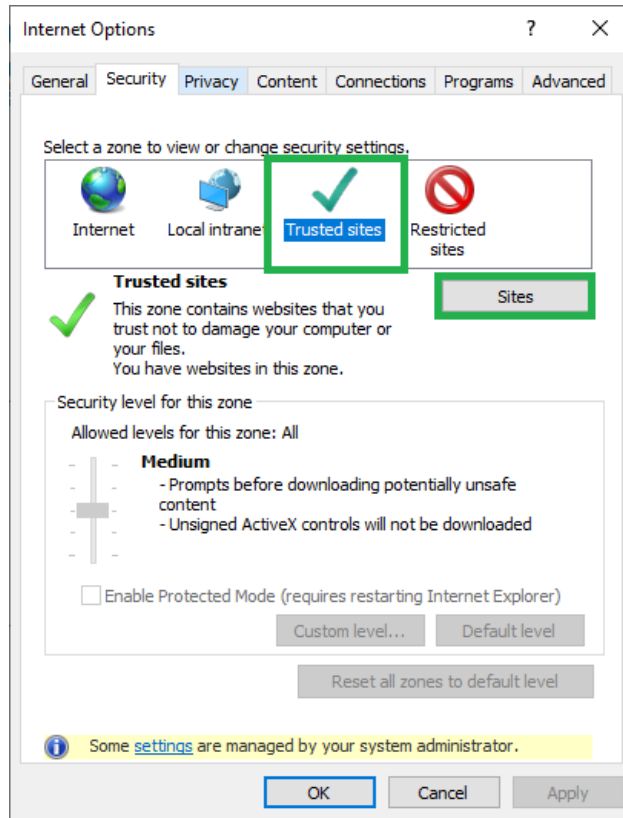 Internet Options ?
General Security Privacy Content Connections Programs Advanced
Select a zone to view or change security settings.
Internet Local intranet Trusted sites Restricted
sites
Trusted sites
Sites
This zone contains websites that you
trust not to damage your computer or
your files.
You have websites in this zone.
Security level for this zone
Allowed levels for this zone: All
Medium
- Prompts before downloading potentially unsafe
content
- Unsigned ActiveX controls will not be downloaded
Enable Protected Mode (requires restarting Internet Explorer)
Custom level... Default level
Reset all zones to default level
Some settings are managed by your system administrator.
OK Cancel Apply